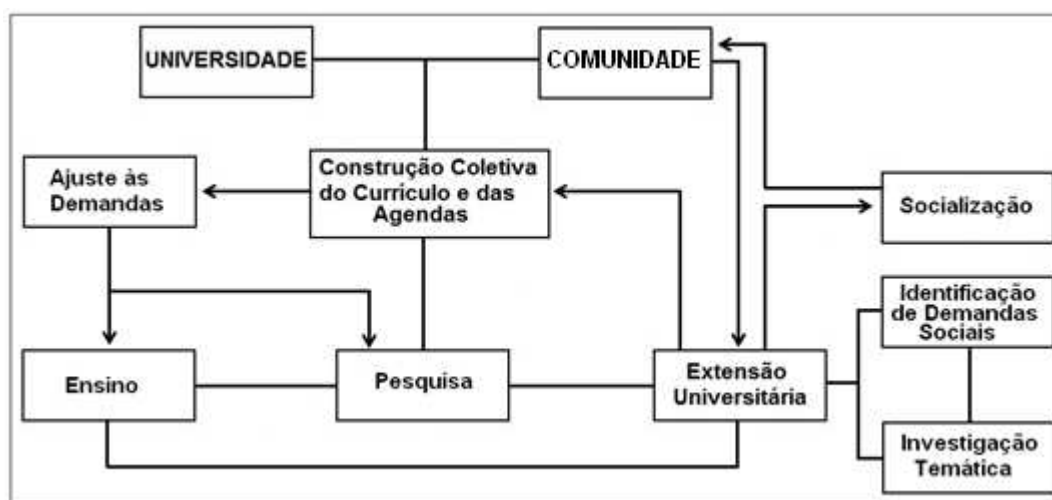 UNIVERSIDADE
COMUNIDADE
Ajuste às
Demandas
Construção Coletiva
do Currículo e das
Agendas
Socialização
Identificação
de Demandas
Sociais
Ensino
Pesquisa
Extensão
Universitária
Investigação
Temática